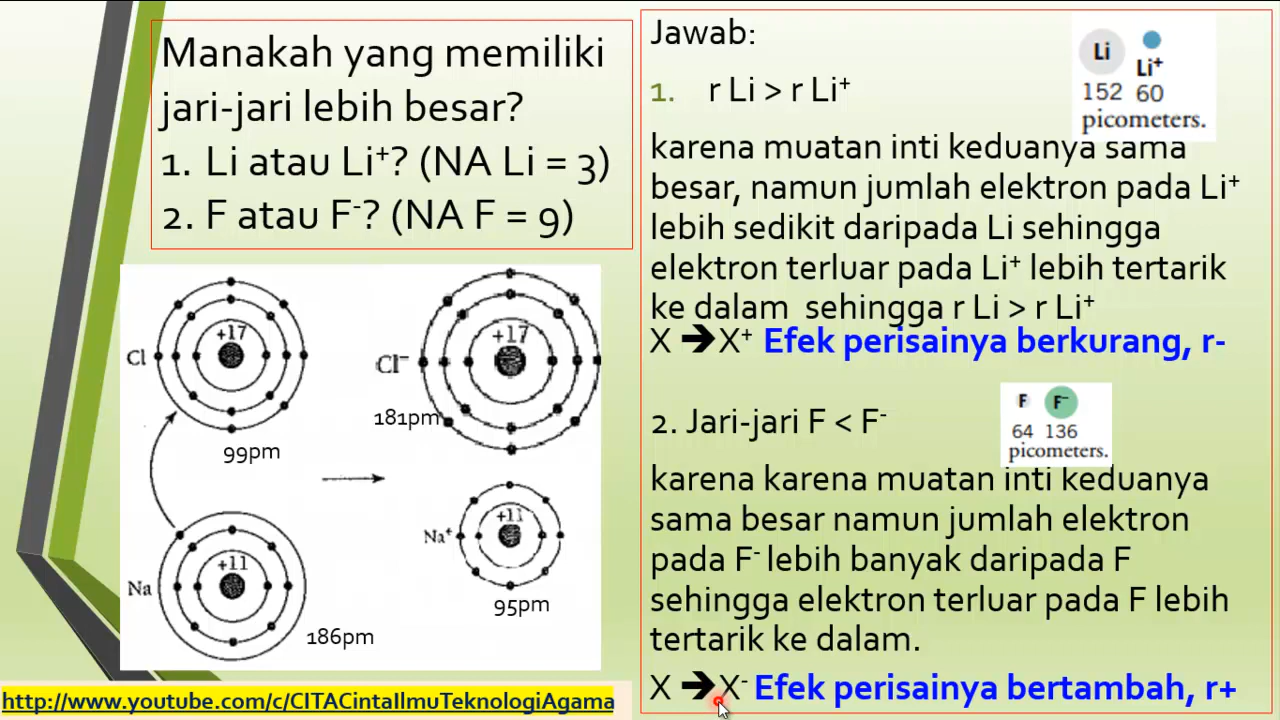 Manakah yang memiliki
jari-jari lebih besar?
1. Li atau Li⁺? (NA Li = 3)
2. F atau F⁻? (NA F = 9)
Cl
+17
99pm
Cl⁻
+17
181pm
Na
+11
186pm
Na⁺
+11
95pm
http://www.youtube.com/c/CITACintaIlmuTeknologiAgama
Jawab:
1. r Li > r Li⁺
Li
Li⁺
152 60
picometers.
karena muatan inti keduanya sama
besar, namun jumlah elektron pada Li⁺
lebih sedikit daripada Li sehingga
elektron terluar pada Li⁺ lebih tertarik
ke dalam sehingga r Li > r Li⁺
X ➔X⁺ Efek perisainya berkurang, r-
2. Jari-jari F < F⁻
F F⁻
64 136
picometers.
karena karena muatan inti keduanya
sama besar namun jumlah elektron
pada F⁻ lebih banyak daripada F
sehingga elektron terluar pada F lebih
tertarik ke dalam.
X ➔X⁻ Efek perisainya bertambah, r+